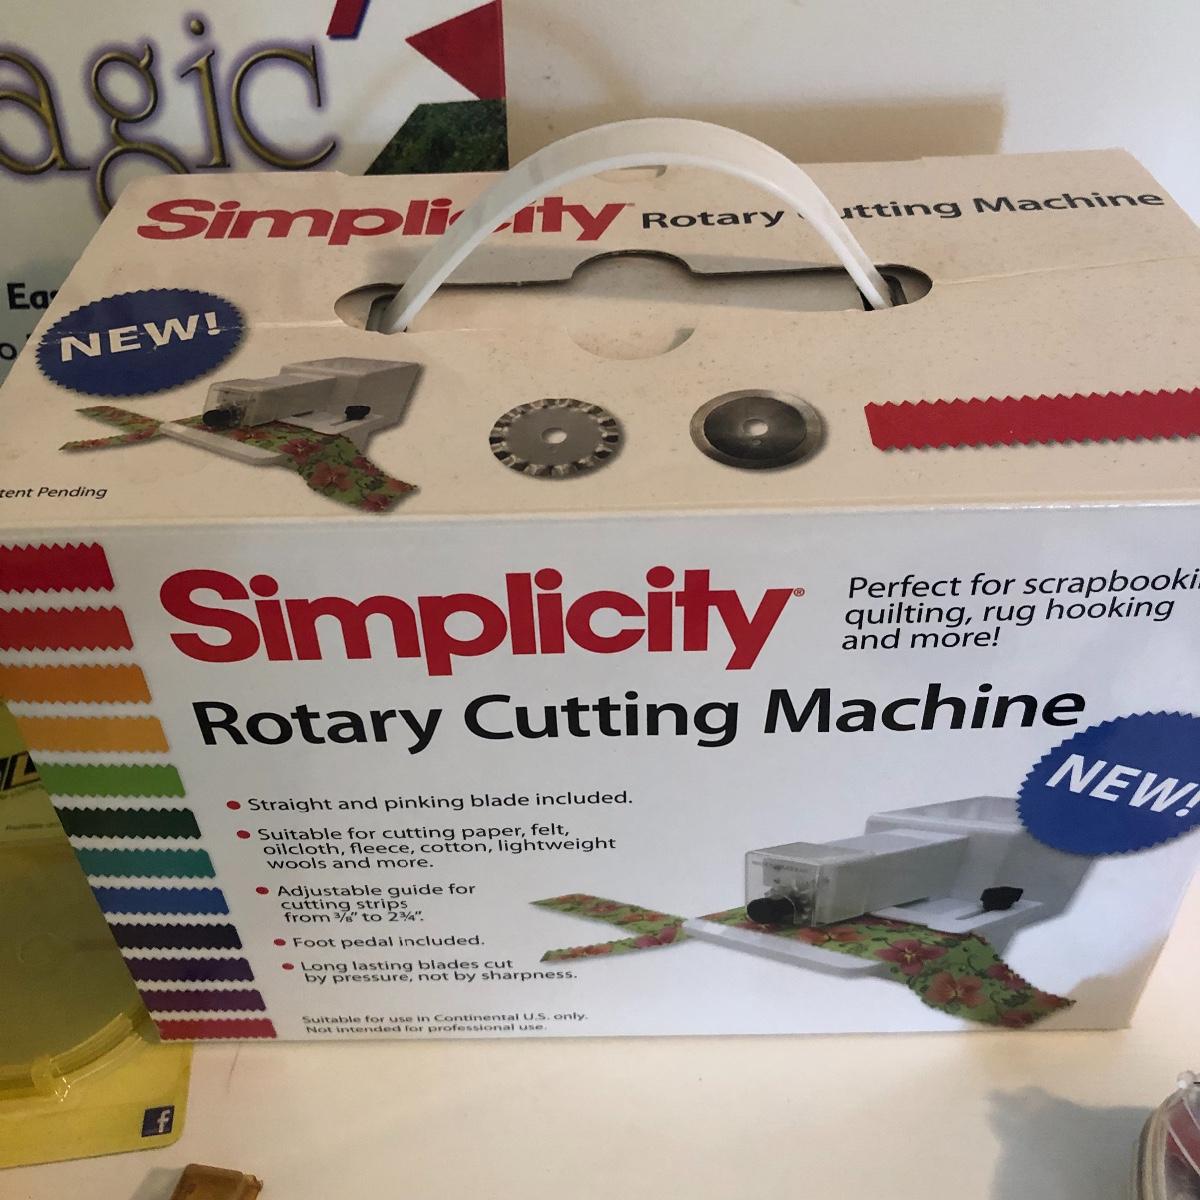 agic
Simplicity Rotary Cutting Machine
NEW!
tent Pending
Simplicity®
Perfect for scrapbooki
quilting, rug hooking
and more!
Rotary Cutting Machine
NEW!
• Straight and pinking blade included.
• Suitable for cutting paper, felt,
oilcloth, fleece, cotton, lightweight
wools and more.
• Adjustable guide for
cutting strips
from ⅜" to 2¾".
• Foot pedal included.
• Long lasting blades cut
by pressure, not by sharpness.
Suitable for use in Continental U.S. only.
Not intended for professional use.
f